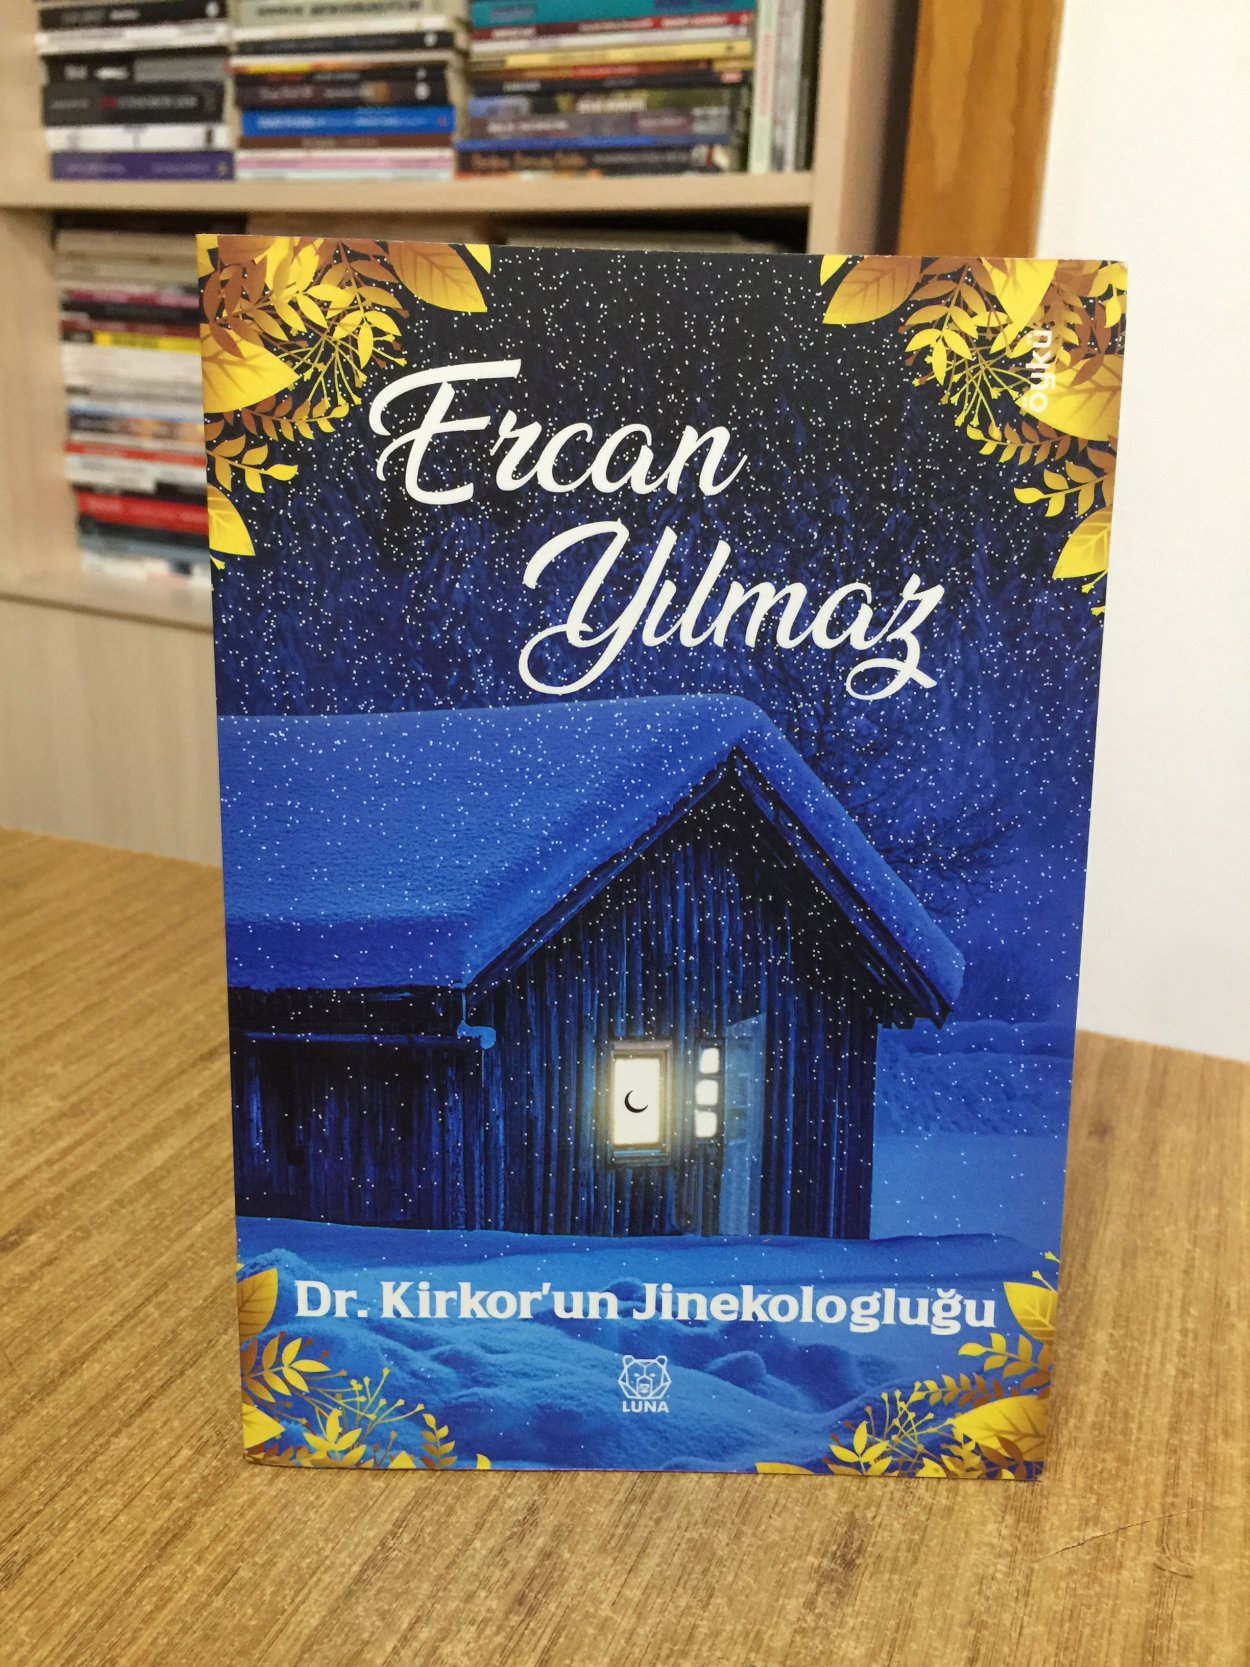 öykü
Ercan
Yılmaz
Dr. Kirkor'un Jinekologluğu
LUNA